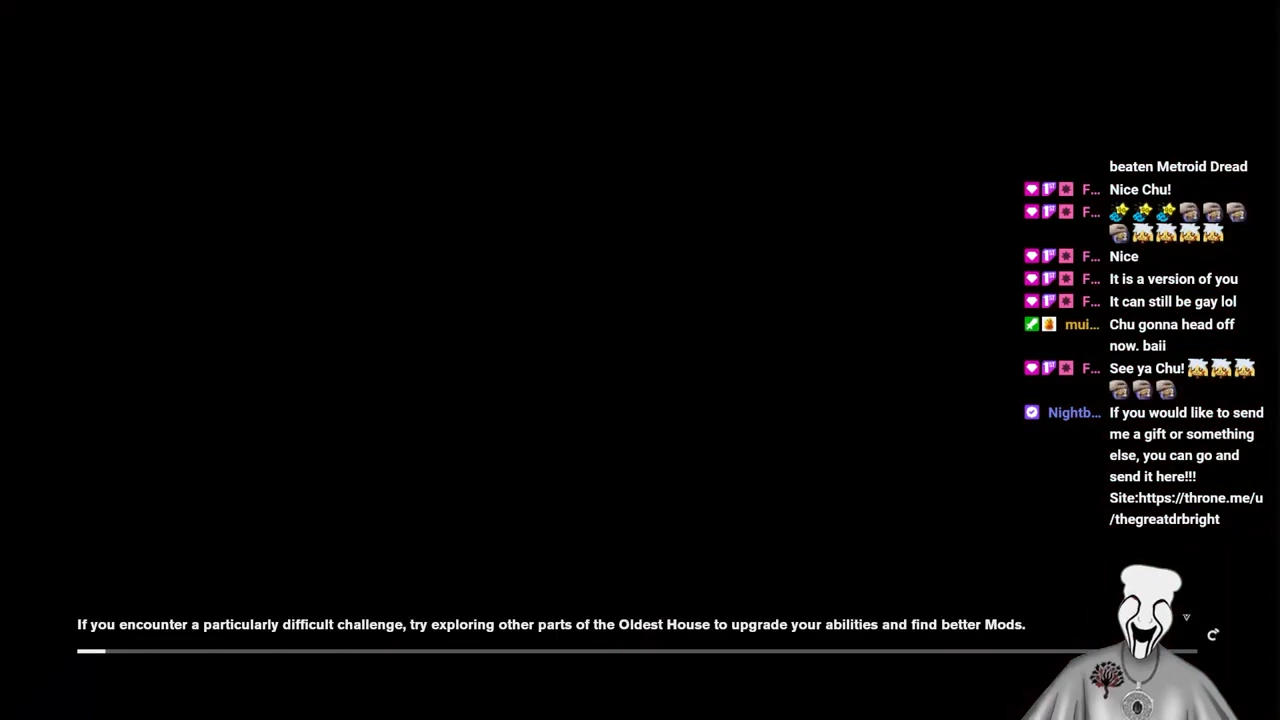 beaten Metroid Dread
F... Nice Chu!
F...
F... Nice
F... It is a version of you
F... It can still be gay lol
mui... Chu gonna head off
now. baii
F... See ya Chu!
Nightb... If you would like to send
me a gift or something
else, you can go and
send it here!!!
Site:https://throne.me/u
/thegreatdrbright
If you encounter a particularly difficult challenge, try exploring other parts of the Oldest House to upgrade your abilities and find better Mods.